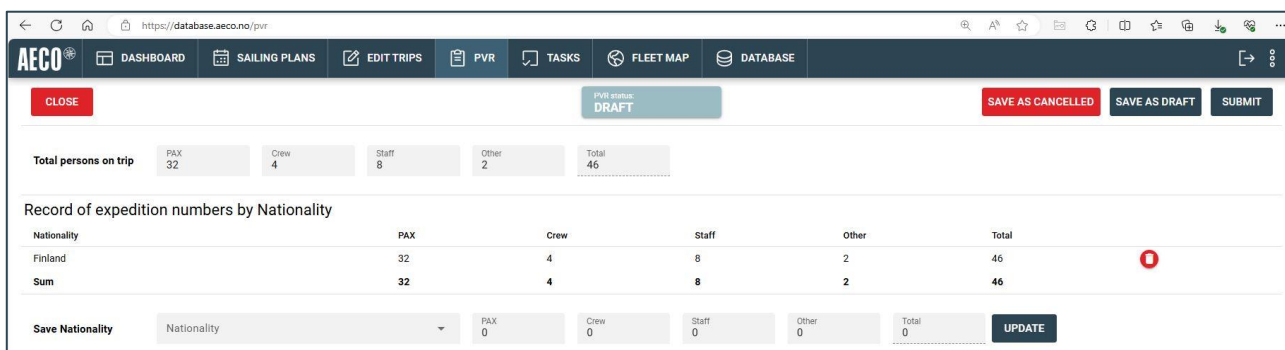 https://database.aeco.no/pvr
AECO DASHBOARD SAILING PLANS EDIT TRIPS PVR TASKS FLEET MAP DATABASE
CLOSE PVR status: SAVE AS CANCELLED SAVE AS DRAFT SUBMIT
DRAFT
Total persons on trip PAX Crew Staff Other Total
32 4 8 2 46
Record of expedition numbers by Nationality
Nationality PAX Crew Staff Other Total
Finland 32 4 8 2 46
Sum 32 4 8 2 46
Save Nationality Nationality PAX Crew Staff Other Total UPDATE
0 0 0 0 0